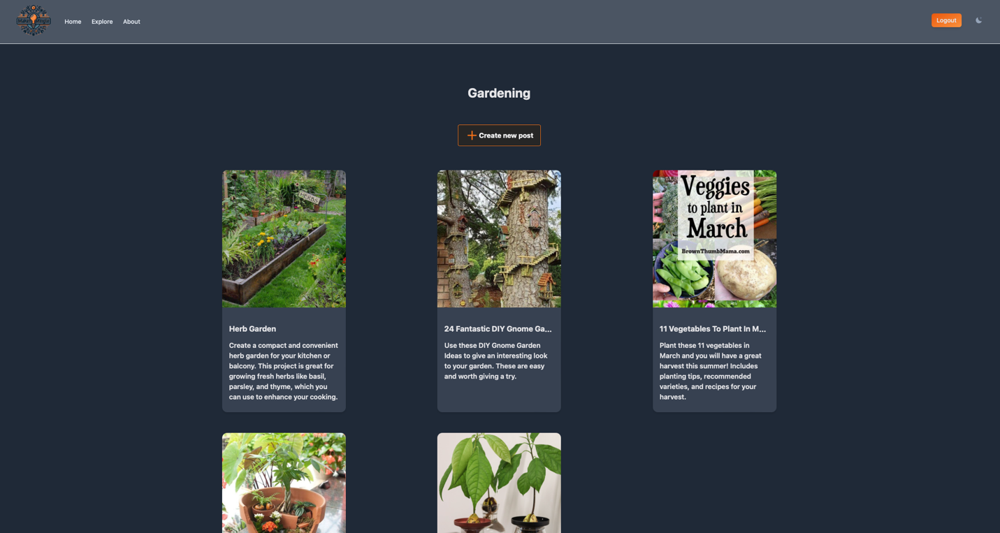 Home Explore About Logout
Gardening
Create new post
HERBS
Veggies
to plant in
March
BrownThumbMama.com
Herb Garden
Create a compact and convenient
herb garden for your kitchen or
balcony. This project is great for
growing fresh herbs like basil,
parsley, and thyme, which you
can use to enhance your cooking.
24 Fantastic DIY Gnome Ga...
Use these DIY Gnome Garden
Ideas to give an interesting look
to your garden. These are easy
and worth giving a try.
11 Vegetables To Plant In M...
Plant these 11 vegetables in
March and you will have a great
harvest this summer! Includes
planting tips, recommended
varieties, and recipes for your
harvest.